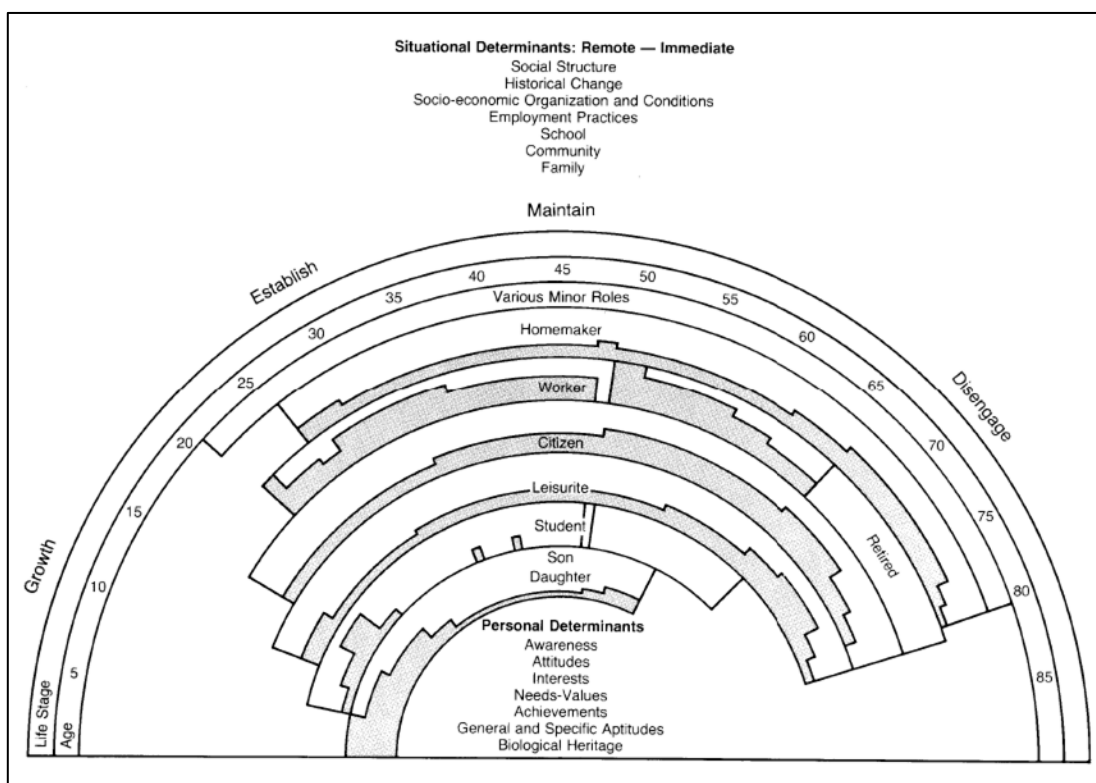 Situational Determinants: Remote — Immediate
Social Structure
Historical Change
Socio-economic Organization and Conditions
Employment Practices
School
Community
Family
Maintain
Establish
Disengage
Growth
Life Stage
Age
5
10
15
20
25
30
35
40
45
50
55
60
65
70
75
80
85
Various Minor Roles
Homemaker
Worker
Citizen
Leisurite
Student
Son
Daughter
Retired
Personal Determinants
Awareness
Attitudes
Interests
Needs-Values
Achievements
General and Specific Aptitudes
Biological Heritage